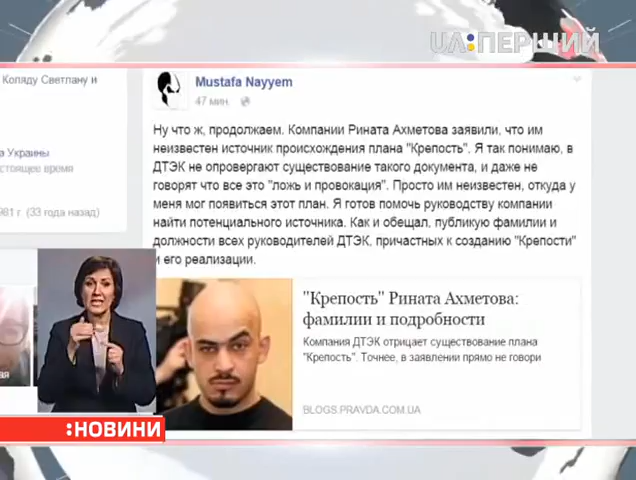 UA:ПЕРШИЙ
Коляду Светлану и
Mustafa Nayyem
47 мин.
Ну что ж, продолжаем. Компании Рината Ахметова заявили, что им
неизвестен источник происхождения плана "Крепость". Я так понимаю, в
ДТЭК не опровергают существование такого документа, и даже не
говорят что все это "ложь и провокация". Просто им неизвестен, откуда у
меня мог появиться этот план. Я готов помочь руководству компании
найти потенциального источника. Как и обещал, публикую фамилии и
должности всех руководителей ДТЭК, причастных к созданию "Крепости"
и его реализации.
а Украины
стоящее время
981 г (33 года назад)
"Крепость" Рината Ахметова:
фамилии и подробности
Компания ДТЭК отрицает существование плана
"Крепость". Точнее, в заявлении прямо не говори
BLOGS.PRAVDA.COM.UA
:НОВИНИ